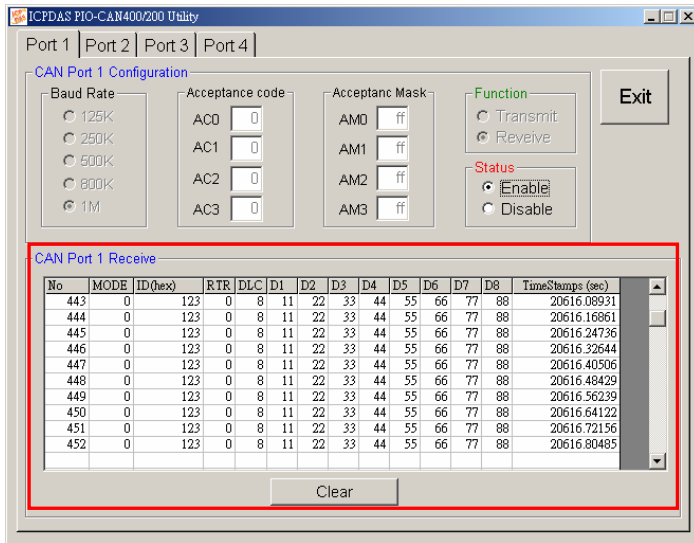 ICPDAS PIO-CAN400/200 Utility
Port 1 Port 2 Port 3 Port 4
CAN Port 1 Configuration
Baud Rate
125K
250K
500K
800K
1M
Acceptance code
AC0 0
AC1 0
AC2 0
AC3 0
Acceptanc Mask
AM0 ff
AM1 ff
AM2 ff
AM3 ff
Function
Transmit
Reveive
Status
Enable
Disable
Exit
CAN Port 1 Receive
No MODE ID(hex) RTR DLC D1 D2 D3 D4 D5 D6 D7 D8 TimeStamps (sec)
443 0 123 0 8 11 22 33 44 55 66 77 88 20616.08931
444 0 123 0 8 11 22 33 44 55 66 77 88 20616.16861
445 0 123 0 8 11 22 33 44 55 66 77 88 20616.24736
446 0 123 0 8 11 22 33 44 55 66 77 88 20616.32644
447 0 123 0 8 11 22 33 44 55 66 77 88 20616.40506
448 0 123 0 8 11 22 33 44 55 66 77 88 20616.48429
449 0 123 0 8 11 22 33 44 55 66 77 88 20616.56239
450 0 123 0 8 11 22 33 44 55 66 77 88 20616.64122
451 0 123 0 8 11 22 33 44 55 66 77 88 20616.72156
452 0 123 0 8 11 22 33 44 55 66 77 88 20616.80485
Clear